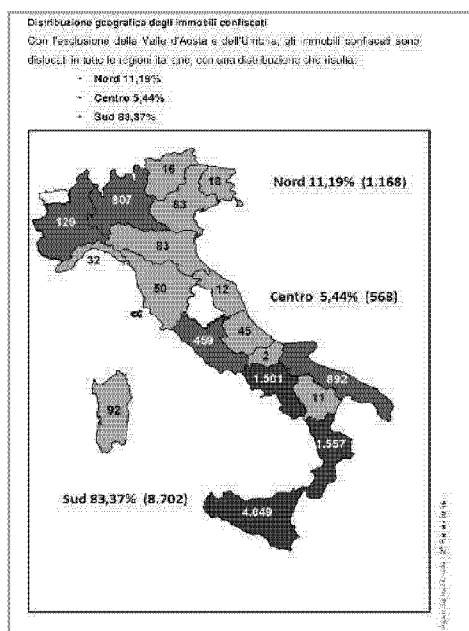 Distribuzione geografica degli immobili confiscati
Con l'esclusione della Valle d'Aosta e dell'Umbria, gli immobili confiscati sono
dislocati in tutte le regioni italiane, con una distribuzione che risulta:
- Nord 11,19%
- Centro 5,44%
- Sud 83,37%
16
Nord 11,19% (1.168)
18
807
63
129
83
32
50
12
Centro 5,44% (568)
459
45
2
1.501
892
92
11
1.557
Sud 83,37% (8.702)